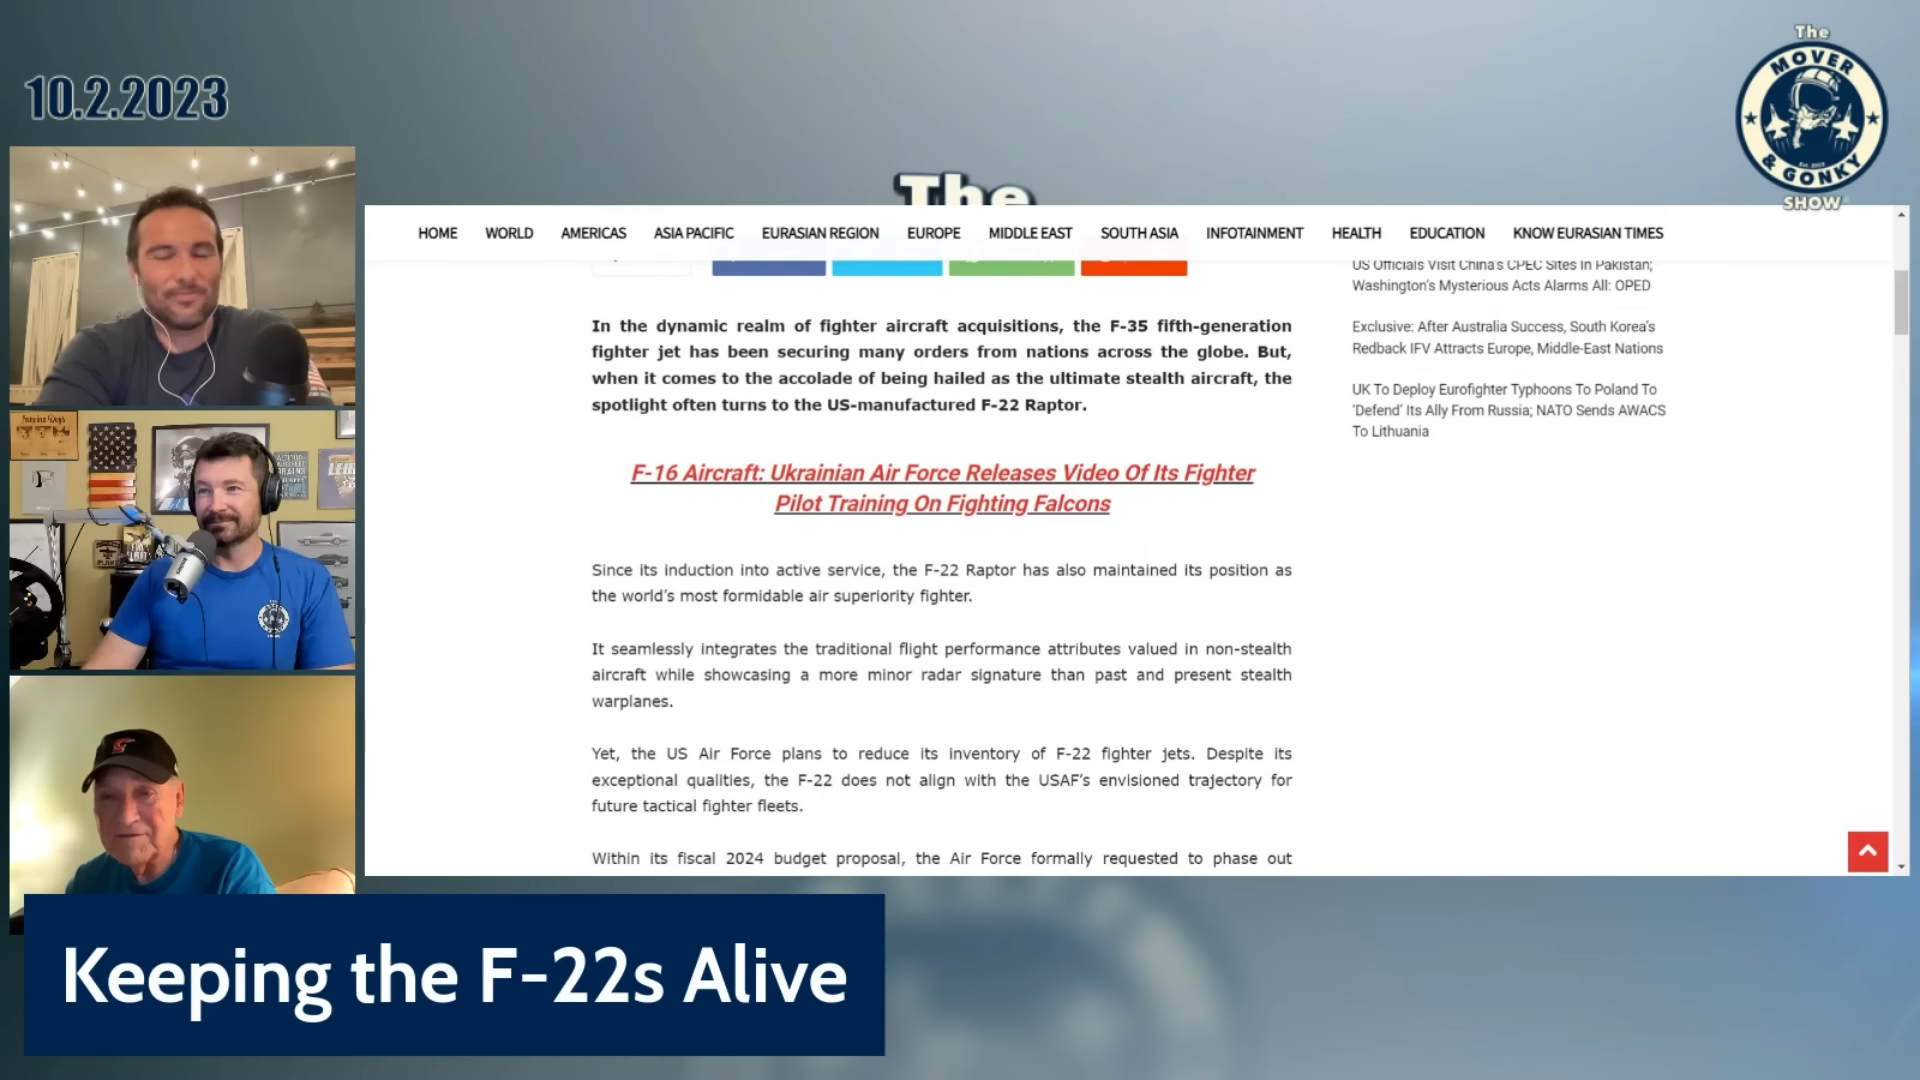 10.2.2023
The
MOVER
& GONKY
SHOW
The
HOME WORLD AMERICAS ASIA PACIFIC EURASIAN REGION EUROPE MIDDLE EAST SOUTH ASIA INFOTAINMENT HEALTH EDUCATION KNOW EURASIAN TIMES
In the dynamic realm of fighter aircraft acquisitions, the F-35 fifth-generation
fighter jet has been securing many orders from nations across the globe. But,
when it comes to the accolade of being hailed as the ultimate stealth aircraft, the
spotlight often turns to the US-manufactured F-22 Raptor.
F-16 Aircraft: Ukrainian Air Force Releases Video Of Its Fighter
Pilot Training On Fighting Falcons
Since its induction into active service, the F-22 Raptor has also maintained its position as
the world’s most formidable air superiority fighter.
It seamlessly integrates the traditional flight performance attributes valued in non-stealth
aircraft while showcasing a more minor radar signature than past and present stealth
warplanes.
Yet, the US Air Force plans to reduce its inventory of F-22 fighter jets. Despite its
exceptional qualities, the F-22 does not align with the USAF’s envisioned trajectory for
future tactical fighter fleets.
Within its fiscal 2024 budget proposal, the Air Force formally requested to phase out
US Officials Visit China’s CPEC Sites In Pakistan;
Washington’s Mysterious Acts Alarms All: OPED
Exclusive: After Australia Success, South Korea’s
Redback IFV Attracts Europe, Middle-East Nations
UK To Deploy Eurofighter Typhoons To Poland To
‘Defend’ Its Ally From Russia; NATO Sends AWACS
To Lithuania
Keeping the F-22s Alive